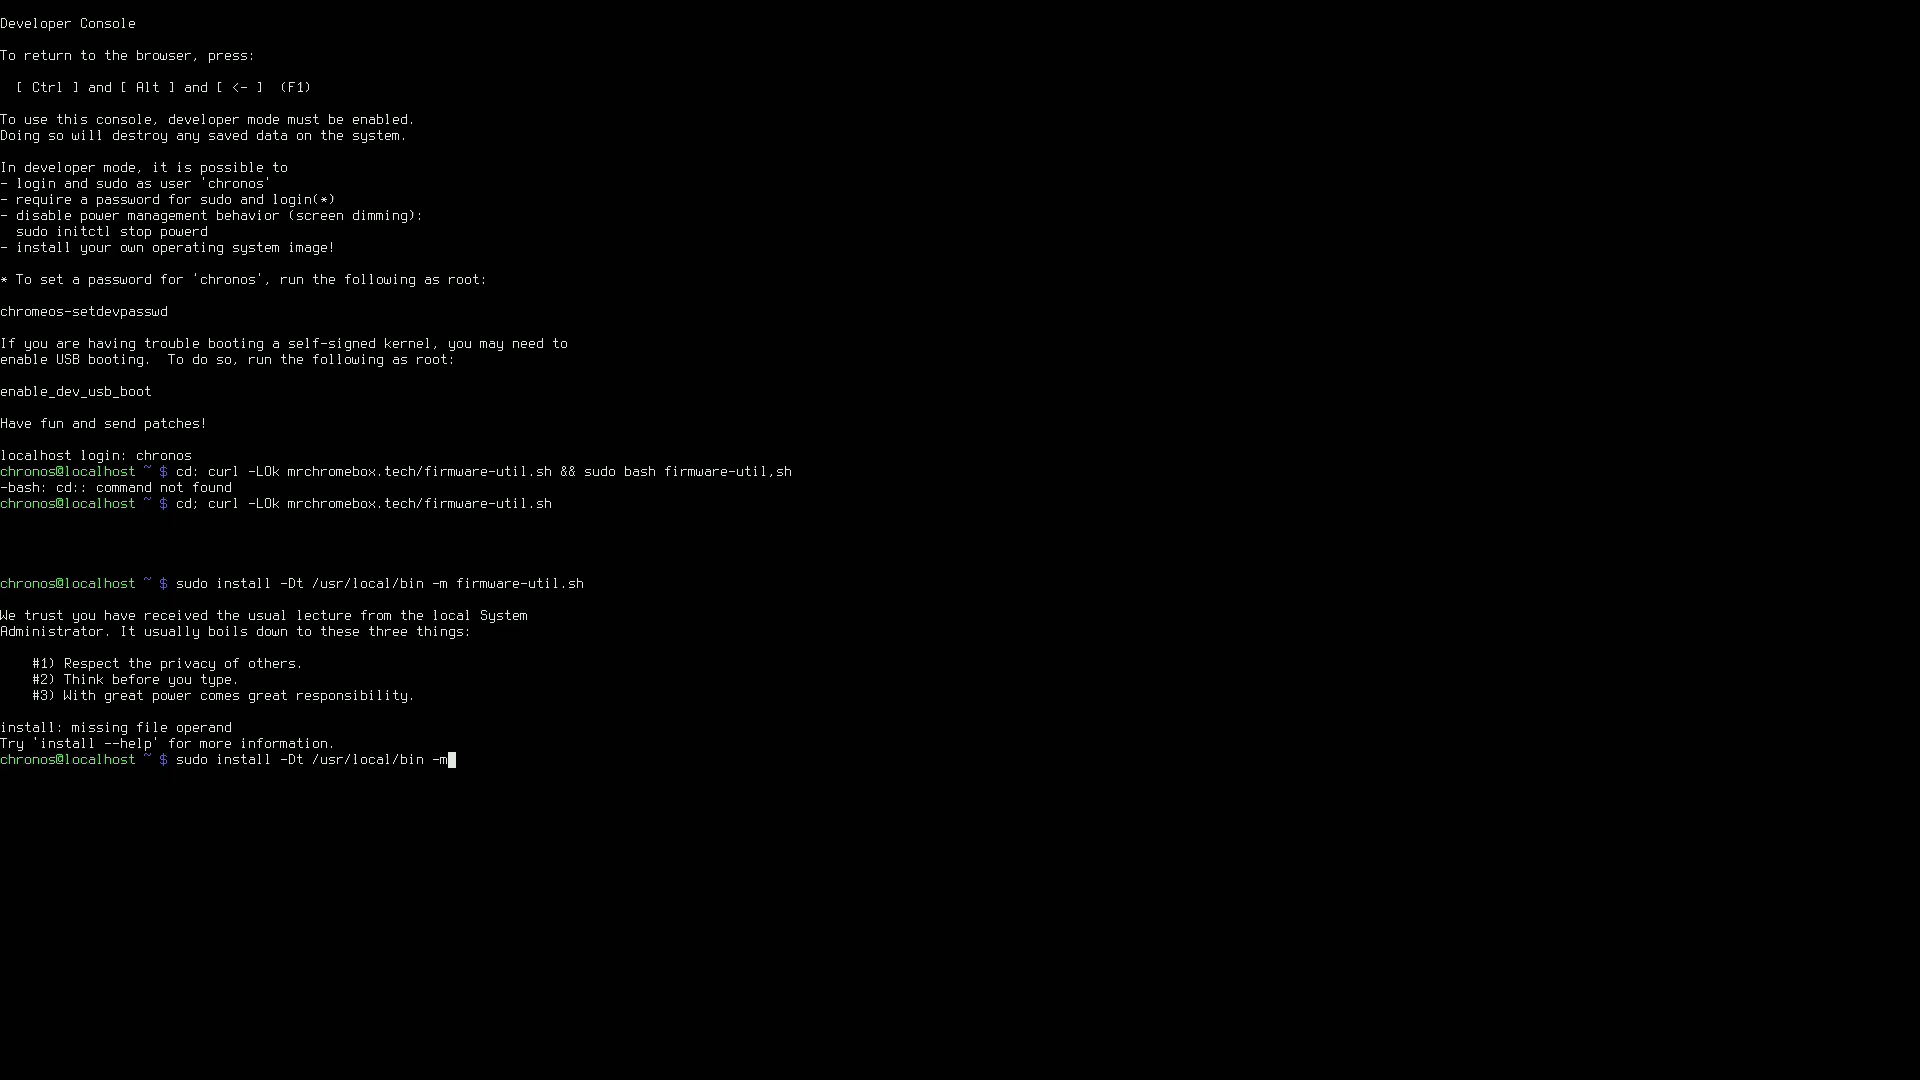 Developer Console
To return to the browser, press:
[ Ctrl ] and [ Alt ] and [ <- ]  (F1)
To use this console, developer mode must be enabled.
Doing so will destroy any saved data on the system.
In developer mode, it is possible to
- login and sudo as user 'chronos'
- require a password for sudo and login(*)
- disable power management behavior (screen dimming):
sudo initctl stop powerd
- install your own operating system image!
* To set a password for 'chronos', run the following as root:
chromeos-setdevpasswd
If you are having trouble booting a self-signed kernel, you may need to
enable USB booting.  To do so, run the following as root:
enable_dev_usb_boot
Have fun and send patches!
localhost login: chronos
chronos@localhost ~ $ cd: curl -LOk mrchromebox.tech/firmware-util.sh && sudo bash firmware-util,sh
-bash: cd:: command not found
chronos@localhost ~ $ cd; curl -LOk mrchromebox.tech/firmware-util.sh
chronos@localhost ~ $ sudo install -Dt /usr/local/bin -m firmware-util.sh
We trust you have received the usual lecture from the local System
Administrator. It usually boils down to these three things:
#1) Respect the privacy of others.
#2) Think before you type.
#3) With great power comes great responsibility.
install: missing file operand
Try 'install --help' for more information.
chronos@localhost ~ $ sudo install -Dt /usr/local/bin -m